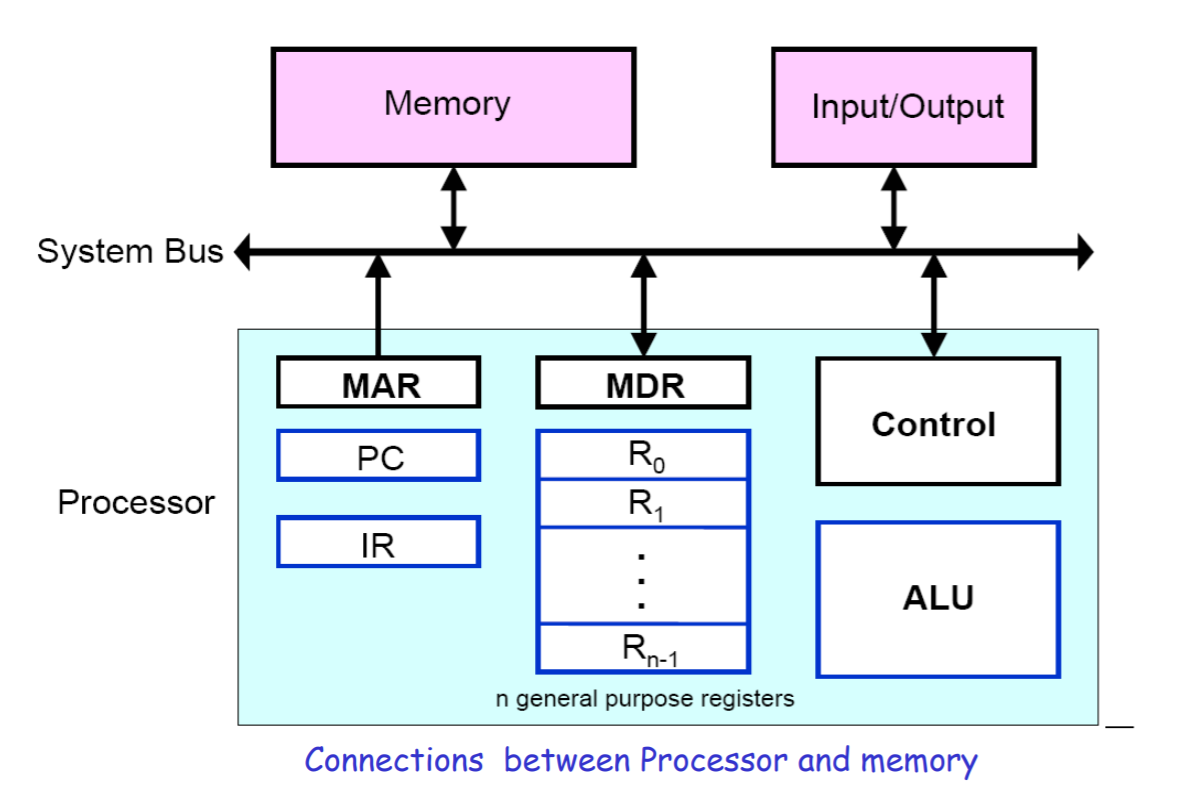 Memory
Input/Output
System Bus
Processor
MAR
MDR
Control
PC
IR
R0
R1
.
.
.
Rn-1
ALU
n general purpose registers
Connections between Processor and memory